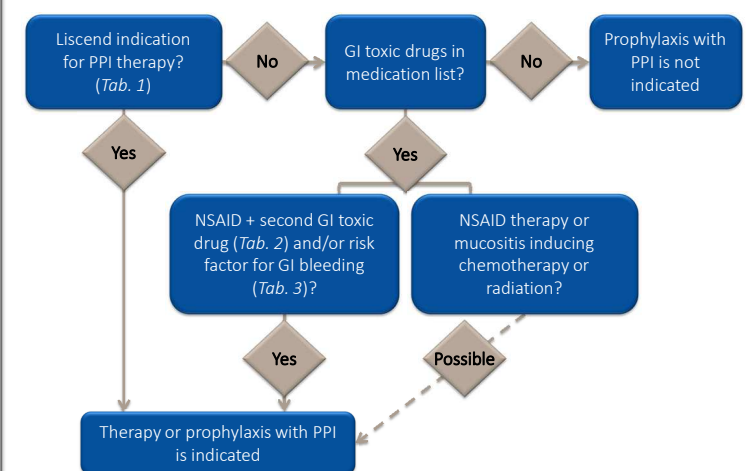 Liscend indication
for PPI therapy?
(Tab. 1)
No
GI toxic drugs in
medication list?
No
Prophylaxis with
PPI is not
indicated
Yes
Yes
NSAID + second GI toxic
drug (Tab. 2) and/or risk
factor for GI bleeding
(Tab. 3)?
NSAID therapy or
mucositis inducing
chemotherapy or
radiation?
Yes
Possible
Therapy or prophylaxis with PPI
is indicated